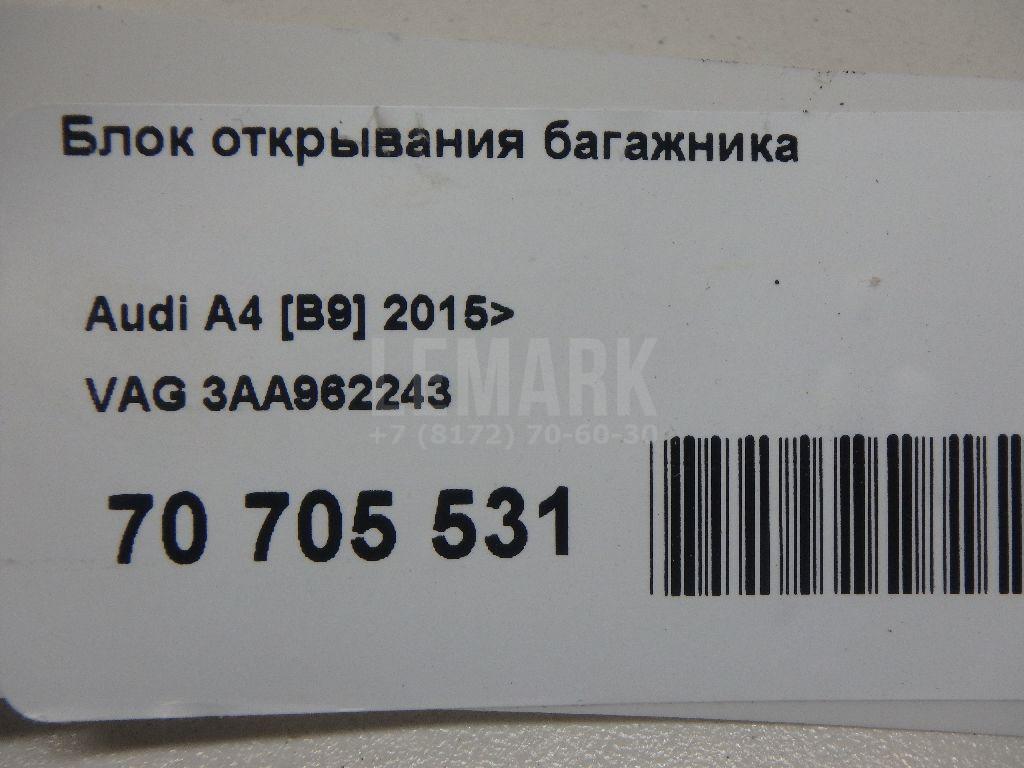 Блок открывания багажника
Audi A4 [B9] 2015>
VAG 3AA962243
LEMARK
+7 (8172) 70-60-30
70 705 531